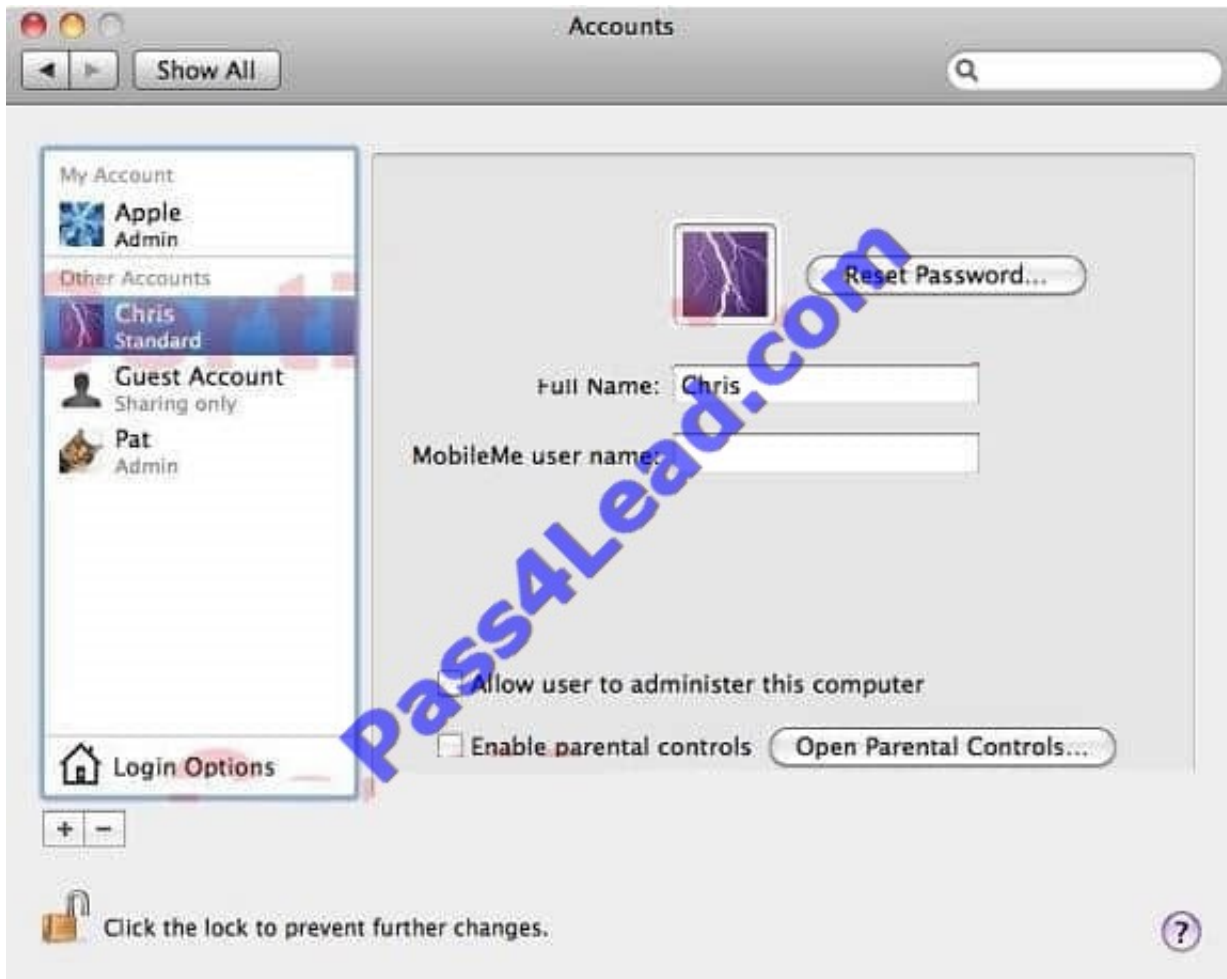 Accounts
Show All
My Account
Apple
Admin
Other Accounts
Chris
Standard
Guest Account
Sharing only
Pat
Admin
Login Options
Reset Password...
Full Name: Chris
MobileMe user name:
Allow user to administer this computer
Enable parental controls
Open Parental Controls...
+ −
Click the lock to prevent further changes.
?
Pass4Lead.com